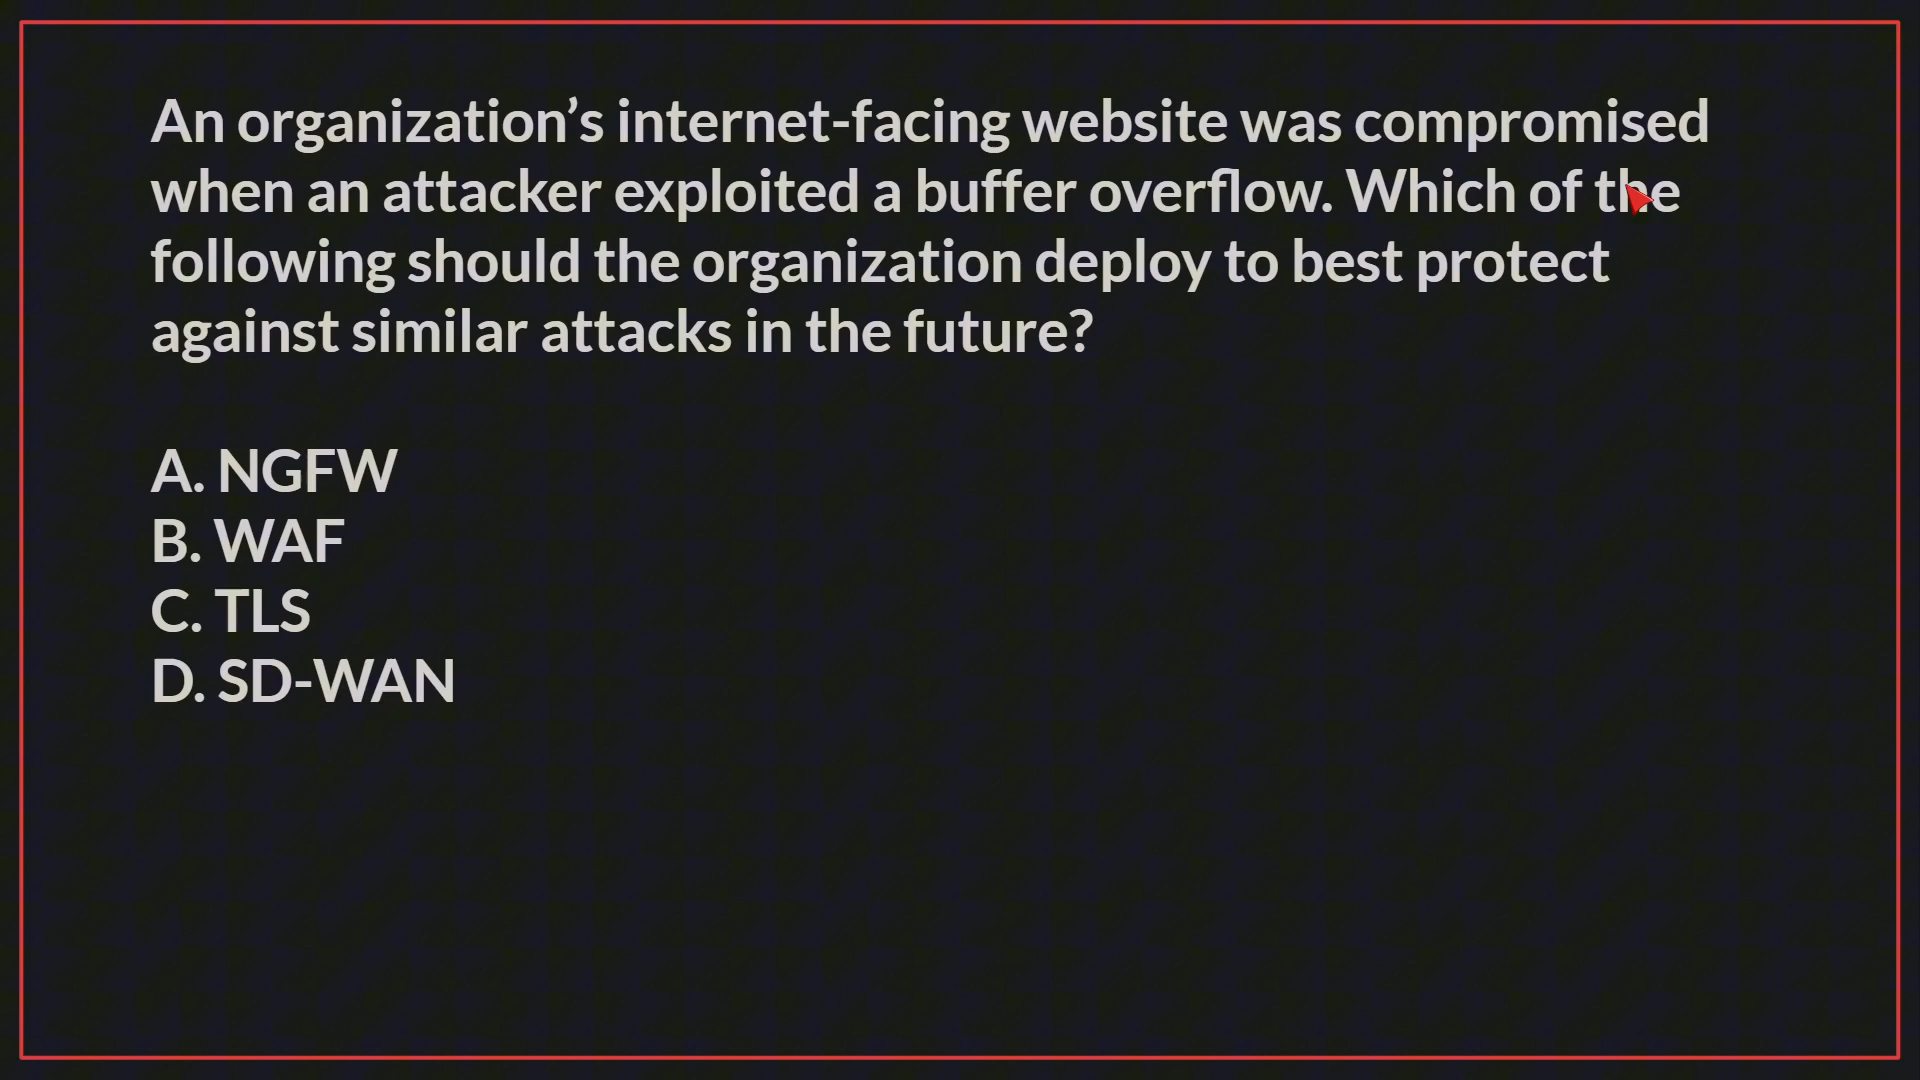 An organization’s internet-facing website was compromised
when an attacker exploited a buffer overflow. Which of the
following should the organization deploy to best protect
against similar attacks in the future?
A. NGFW
B. WAF
C. TLS
D. SD-WAN